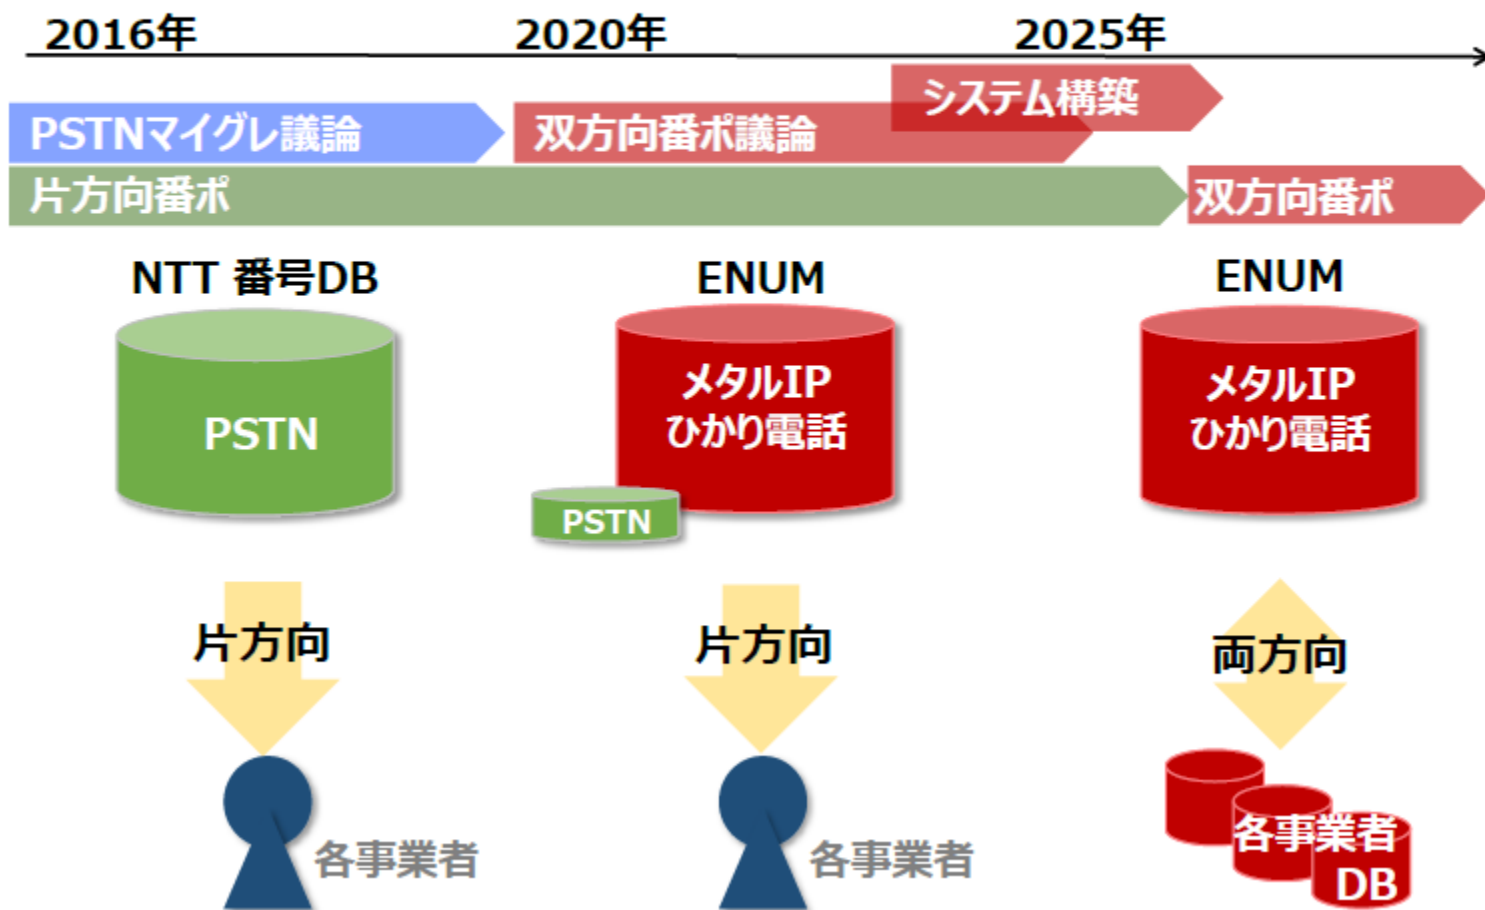 2016年
2020年
2025年
システム構築
PSTNマイグレ議論
双方向番ポ議論
片方向番ポ
双方向番ポ
NTT 番号DB
ENUM
ENUM
PSTN
メタルIP
ひかり電話
PSTN
メタルIP
ひかり電話
片方向
片方向
両方向
各事業者
各事業者
各事業者
DB